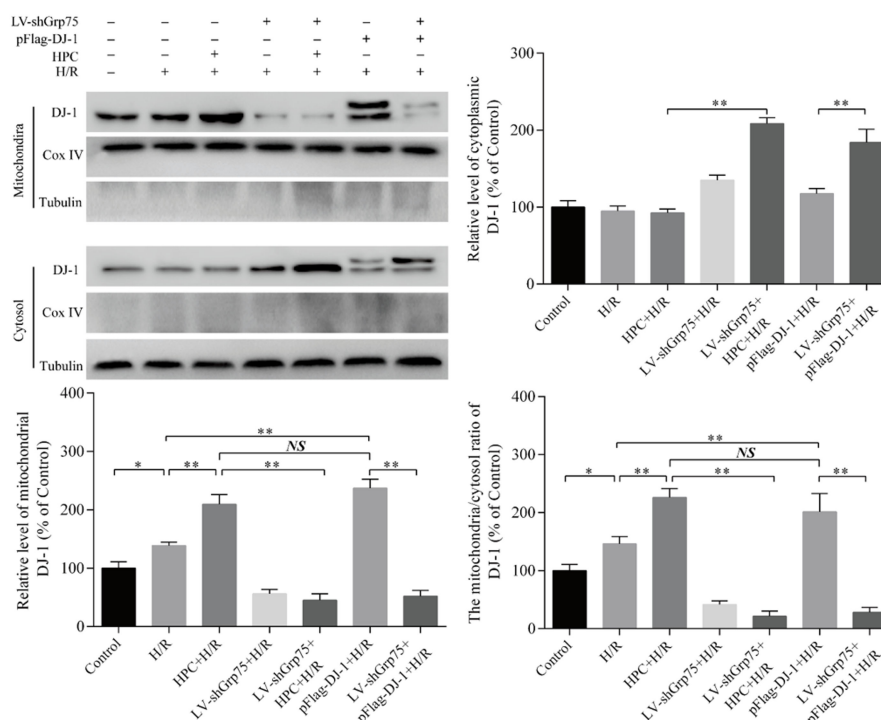 LV-shGrp75 – – – + + – +
pFlag-DJ-1 – – – – – + +
HPC – – + – + – –
H/R – + + + + + +
Mitochondira
DJ-1
Cox IV
Tubulin
Cytosol
DJ-1
Cox IV
Tubulin
Relative level of cytoplasmic
DJ-1 (% of Control)
300
200
100
0
**
**
Control
H/R
HPC+H/R
LV-shGrp75+H/R
LV-shGrp75+
HPC+H/R
pFlag-DJ-1+H/R
LV-shGrp75+
pFlag-DJ-1+H/R
Relative level of mitochondrial
DJ-1 (% of Control)
400
300
200
100
0
**
NS
*
**
**
**
Control
H/R
HPC+H/R
LV-shGrp75+H/R
LV-shGrp75+
HPC+H/R
pFlag-DJ-1+H/R
LV-shGrp75+
pFlag-DJ-1+H/R
The mitochondria/cytosol ratio of
DJ-1 (% of Control)
400
300
200
100
0
**
NS
*
**
**
**
Control
H/R
HPC+H/R
LV-shGrp75+H/R
LV-shGrp75+
HPC+H/R
pFlag-DJ-1+H/R
LV-shGrp75+
pFlag-DJ-1+H/R